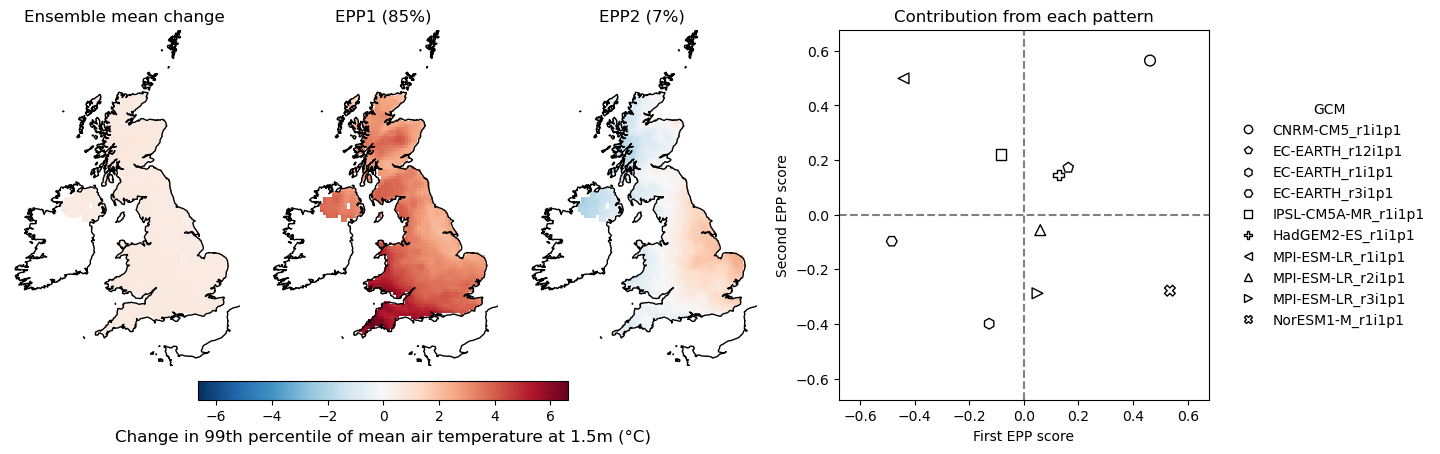 Ensemble mean change
EPP1 (85%)
EPP2 (7%)
Contribution from each pattern
−6 −4 −2 0 2 4 6
Change in 99th percentile of mean air temperature at 1.5m (°C)
Second EPP score
0.6
0.4
0.2
0.0
−0.2
−0.4
−0.6
−0.6 −0.4 −0.2 0.0 0.2 0.4 0.6
First EPP score
GCM
CNRM-CM5_r1i1p1
EC-EARTH_r12i1p1
EC-EARTH_r1i1p1
EC-EARTH_r3i1p1
IPSL-CM5A-MR_r1i1p1
HadGEM2-ES_r1i1p1
MPI-ESM-LR_r1i1p1
MPI-ESM-LR_r2i1p1
MPI-ESM-LR_r3i1p1
NorESM1-M_r1i1p1